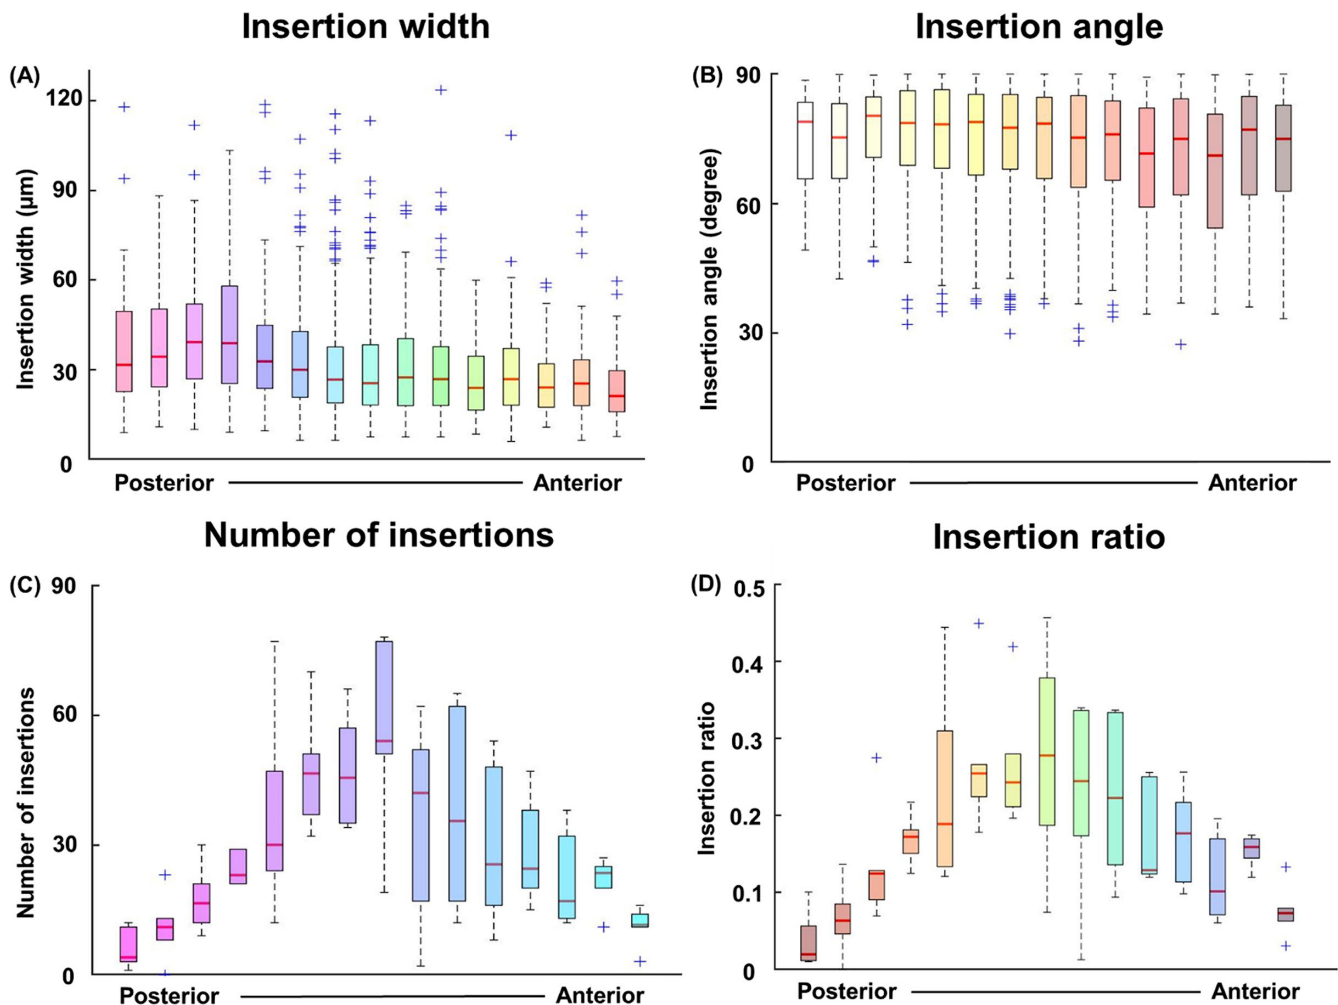 Insertion width
(A)
Insertion width (µm)
120
90
60
30
0
Posterior
Anterior
Insertion angle
(B)
Insertion angle (degree)
90
60
30
0
Posterior
Anterior
Number of insertions
(C)
Number of insertions
90
60
30
0
Posterior
Anterior
Insertion ratio
(D)
Insertion ratio
0.5
0.4
0.3
0.2
0.1
0
Posterior
Anterior